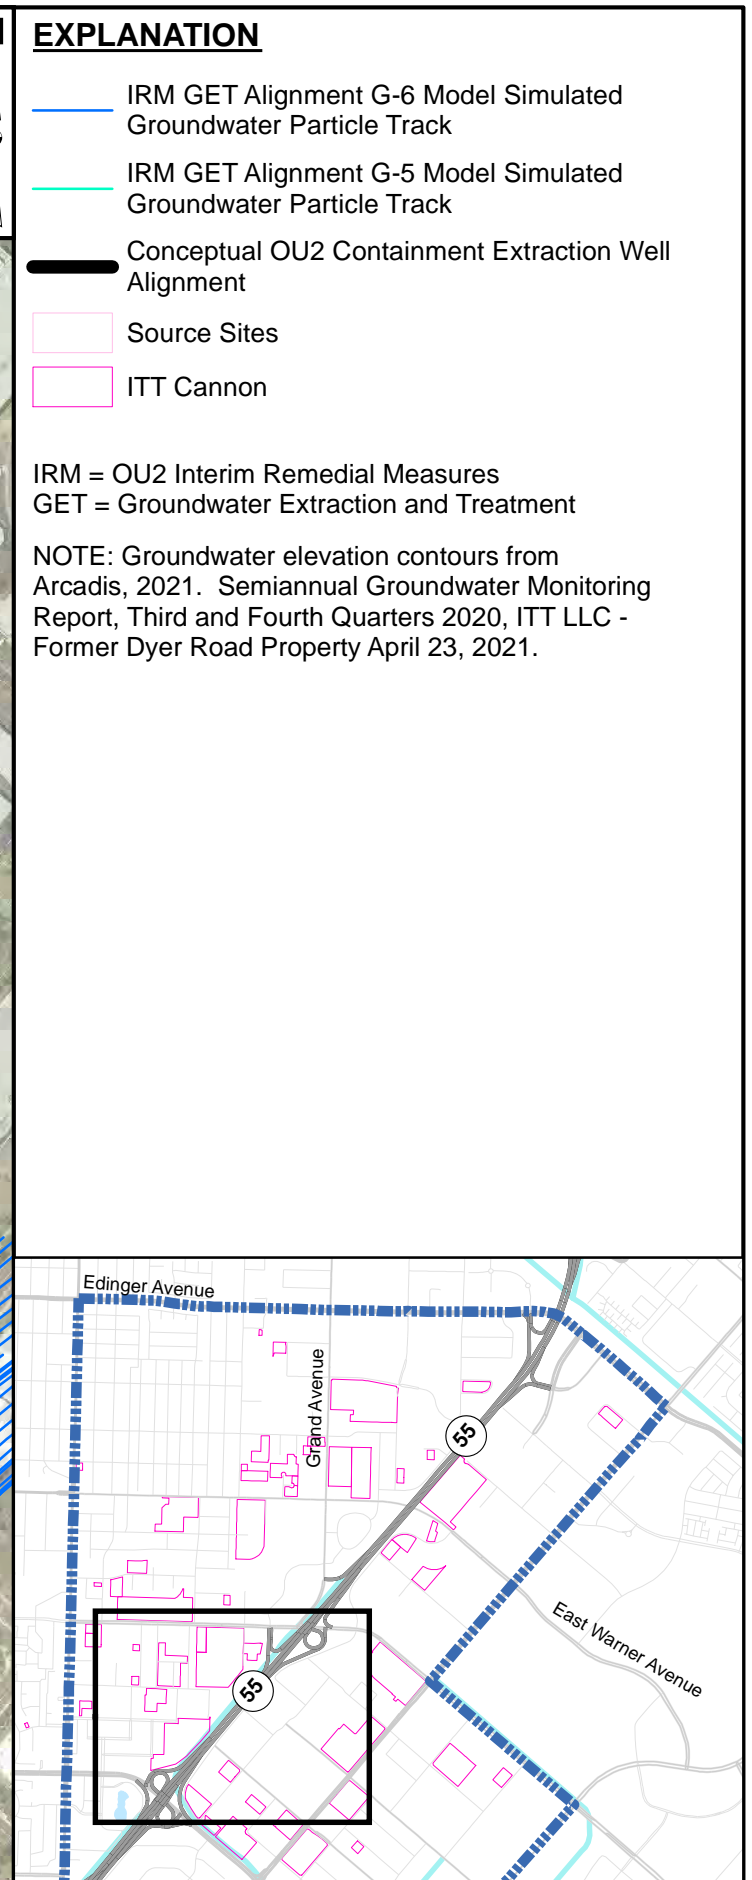 EXPLANATION
IRM GET Alignment G-6 Model Simulated
Groundwater Particle Track
IRM GET Alignment G-5 Model Simulated
Groundwater Particle Track
Conceptual OU2 Containment Extraction Well
Alignment
Source Sites
ITT Cannon
IRM = OU2 Interim Remedial Measures
GET = Groundwater Extraction and Treatment
NOTE: Groundwater elevation contours from
Arcadis, 2021. Semiannual Groundwater Monitoring
Report, Third and Fourth Quarters 2020, ITT LLC -
Former Dyer Road Property April 23, 2021.
Edinger Avenue
Grand Avenue
55
East Warner Avenue
55